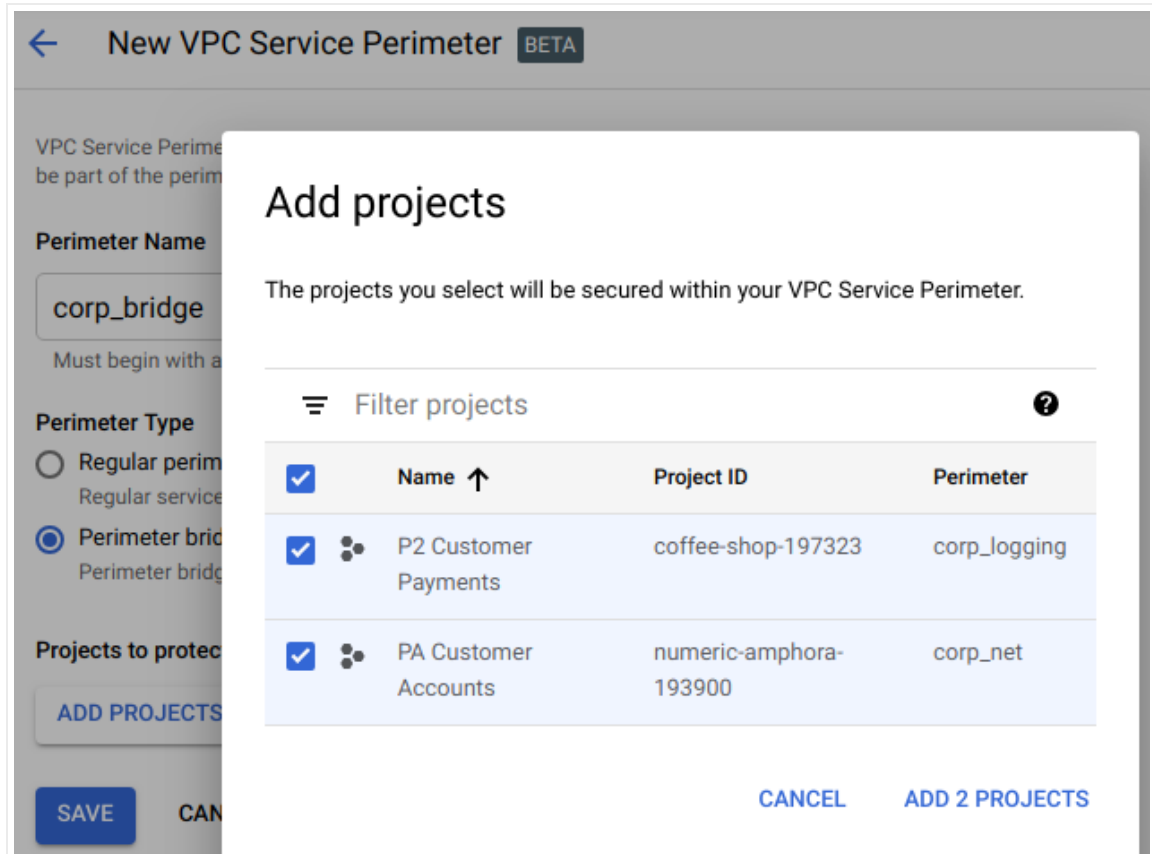 New VPC Service Perimeter BETA
VPC Service Perime
be part of the perim
Perimeter Name
corp_bridge
Must begin with a
Perimeter Type
Regular perim
Regular service
Perimeter brid
Perimeter bridg
Projects to protec
ADD PROJECTS
SAVE CAN
Add projects
The projects you select will be secured within your VPC Service Perimeter.
Filter projects
Name Project ID Perimeter
P2 Customer coffee-shop-197323 corp_logging
Payments
PA Customer numeric-amphora- corp_net
Accounts 193900
CANCEL ADD 2 PROJECTS